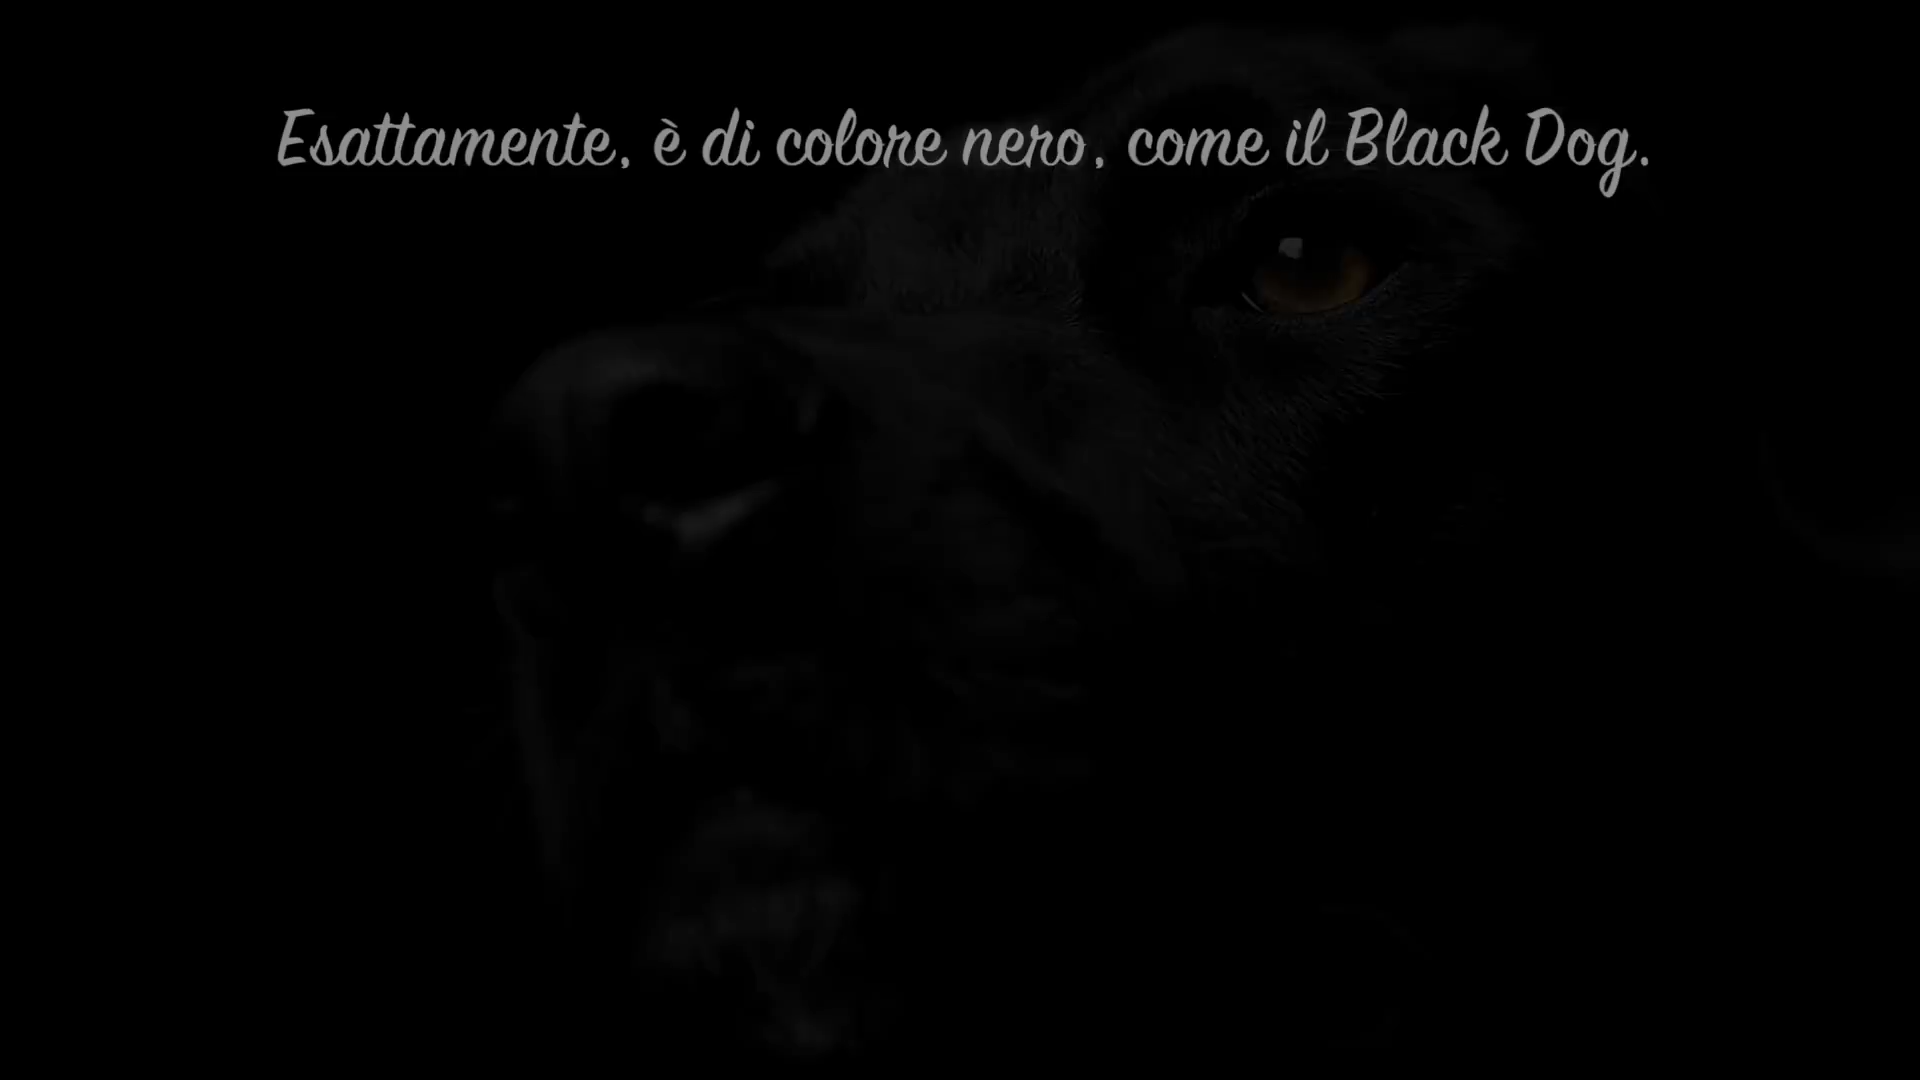 Esattamente, è di colore nero, come il Black Dog.